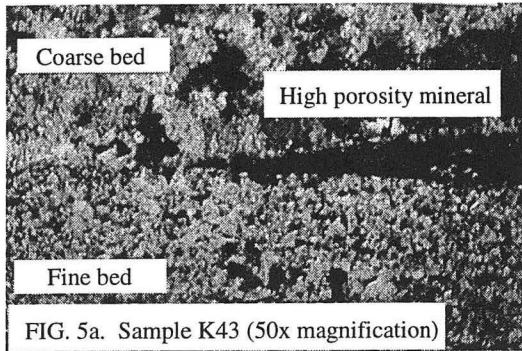 Coarse bed
High porosity mineral
Fine bed
FIG. 5a. Sample K43 (50x magnification)